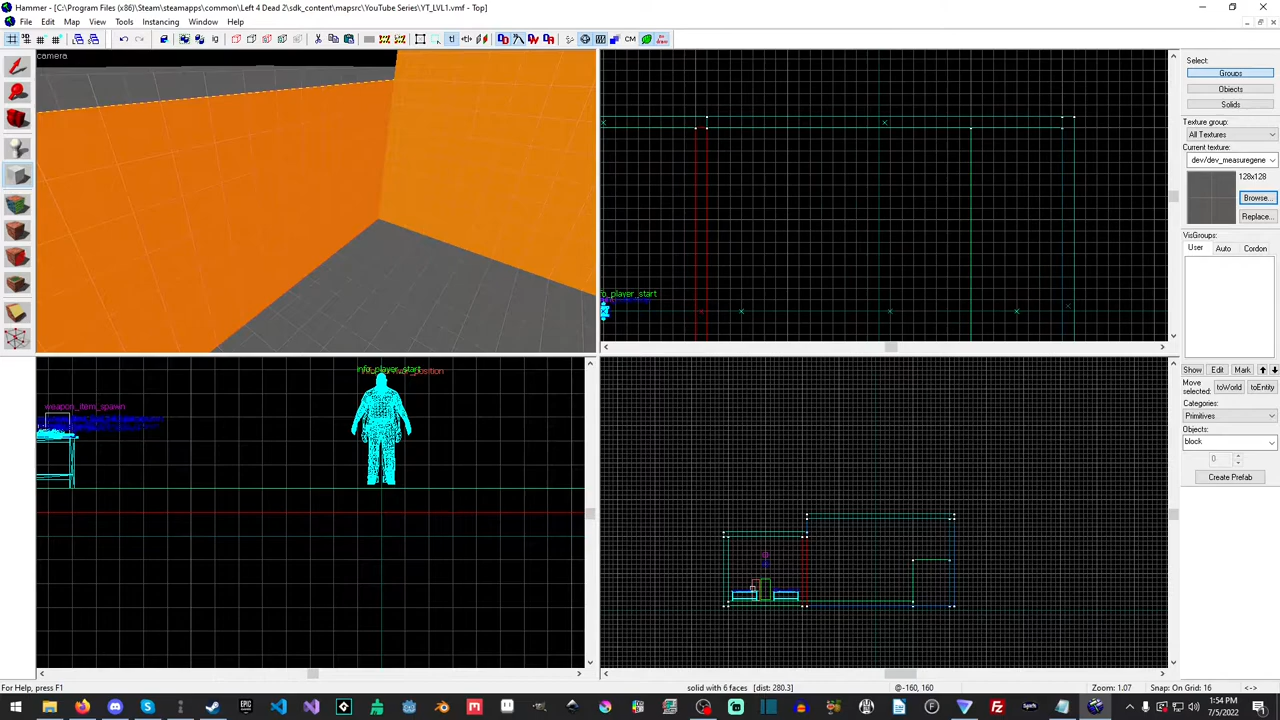 Hammer - [C:\Program Files (x86)\Steam\steamapps\common\Left 4 Dead 2\sdk_content\mapsrc\YouTube Series\YT_LVL1.vmf - Top]
File Edit Map View Tools Instancing Window Help
camera
info_player_start
weapon_item_spawn
info_player_start
Select:
Groups
Objects
Solids
Texture group:
All Textures
Current texture:
dev/dev_measuregene
128x128
Browse...
Replace...
VisGroups:
User Auto Cordon
Show Edit Mark
Move selected:
toWorld toEntity
Categories:
Primitives
Objects:
block
0
Create Prefab
For Help, press F1
solid with 6 faces [dist: 280.3]
@-160, 160
Zoom: 1.07
Snap: On Grid: 16
<->
1:54 PM
7/5/2022